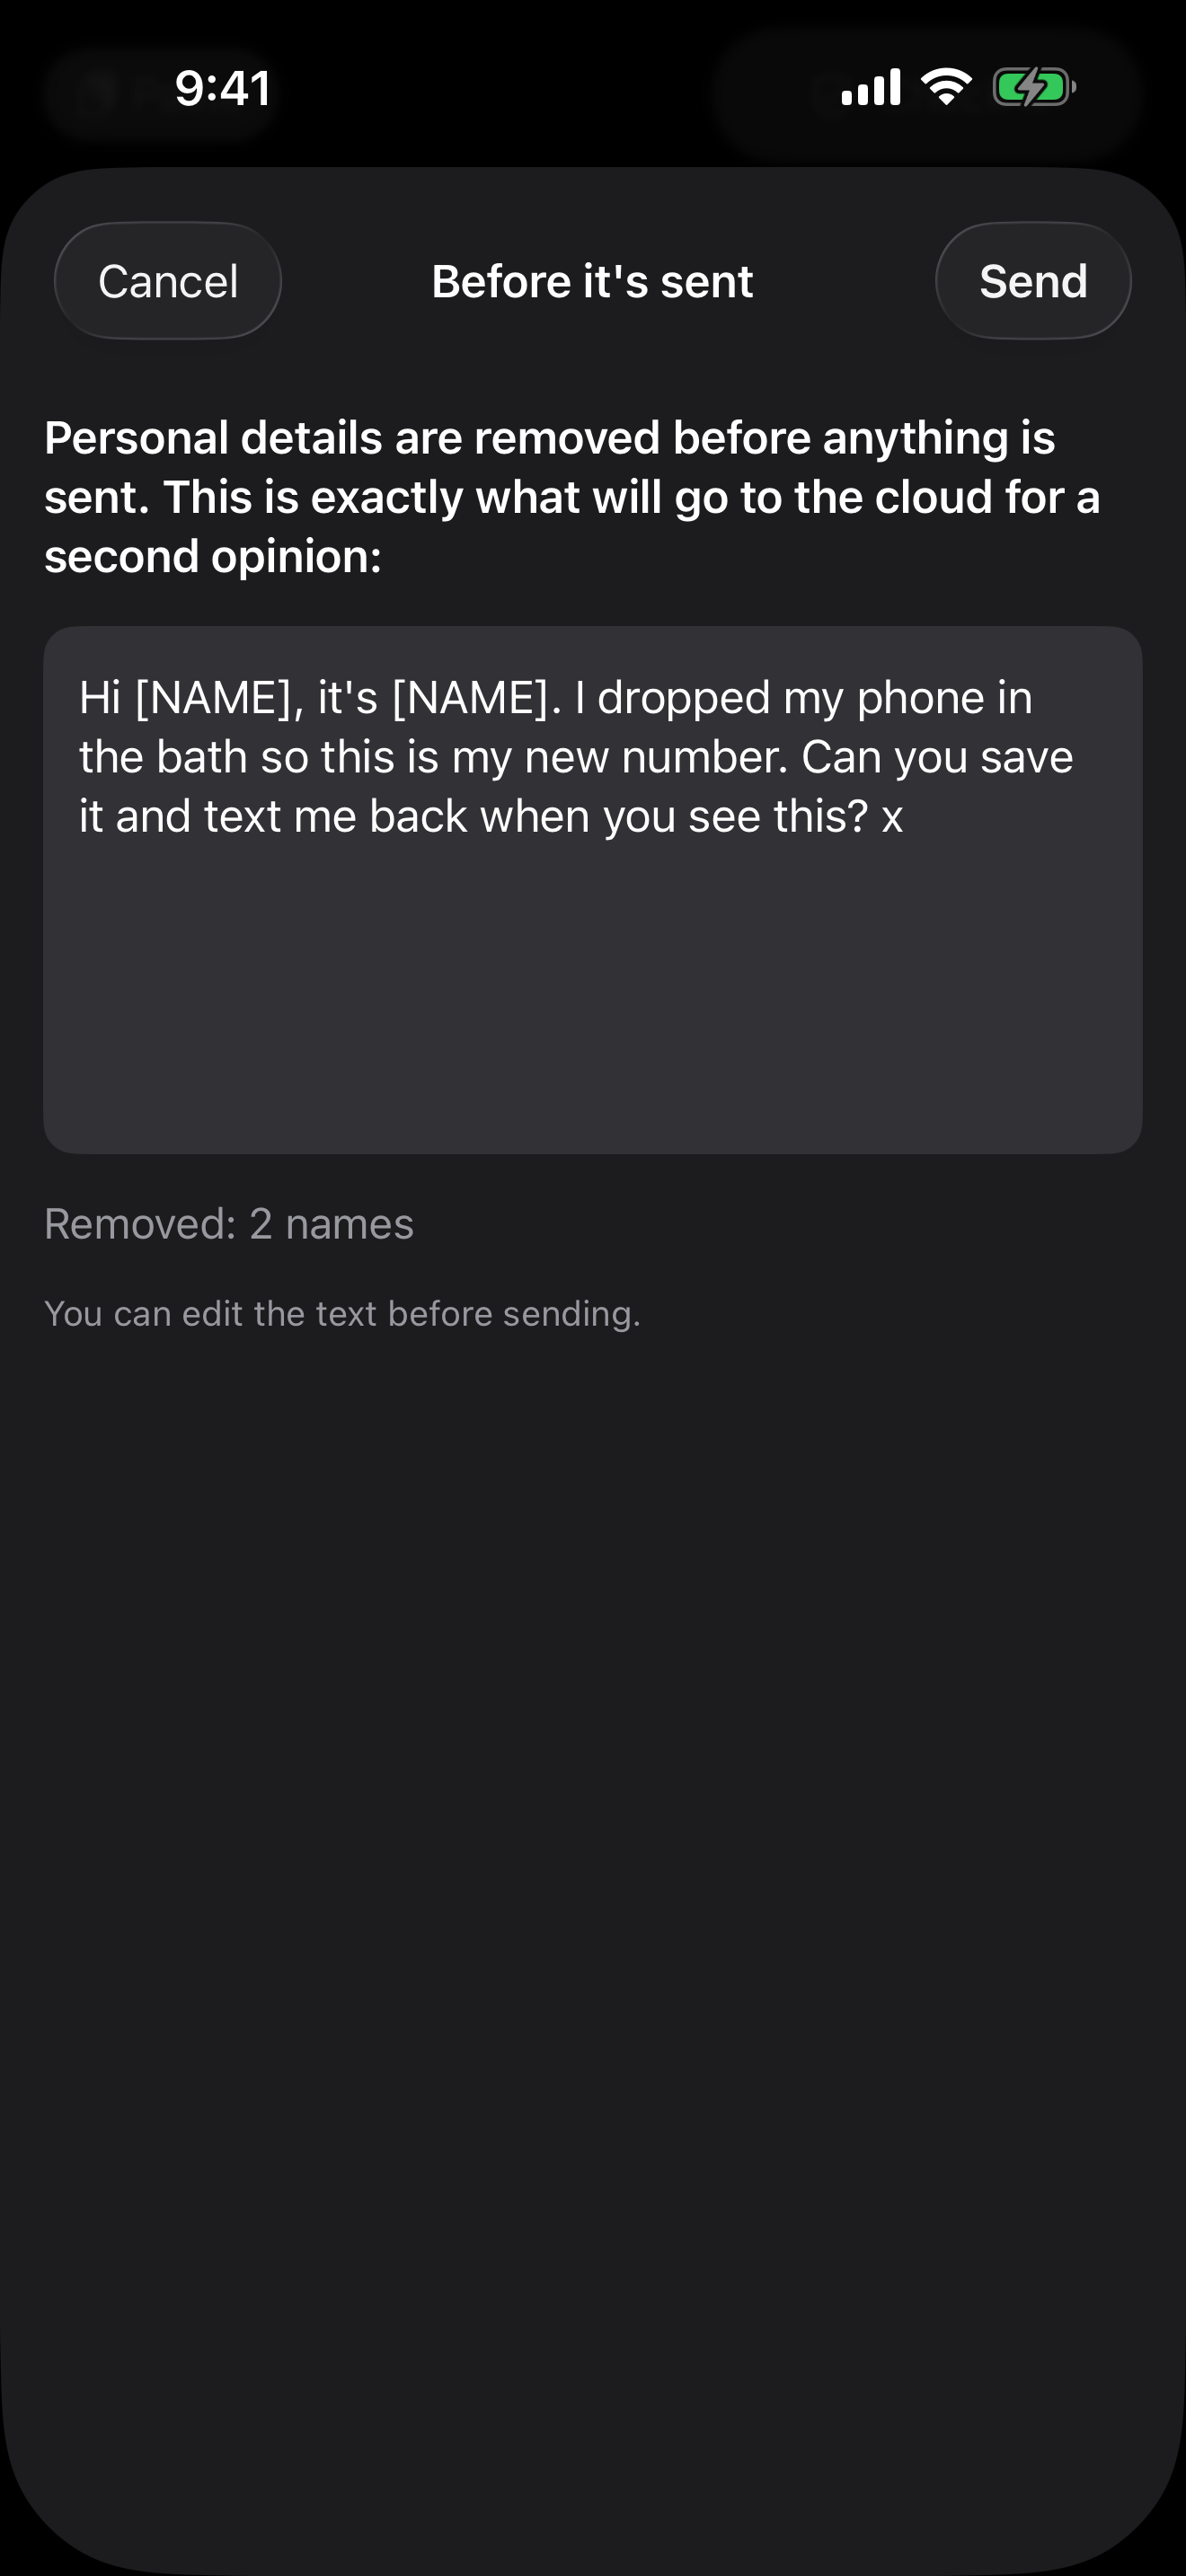 9:41
Cancel
Before it's sent
Send
Personal details are removed before anything is
sent. This is exactly what will go to the cloud for a
second opinion:
Hi [NAME], it's [NAME]. I dropped my phone in
the bath so this is my new number. Can you save
it and text me back when you see this? x
Removed: 2 names
You can edit the text before sending.